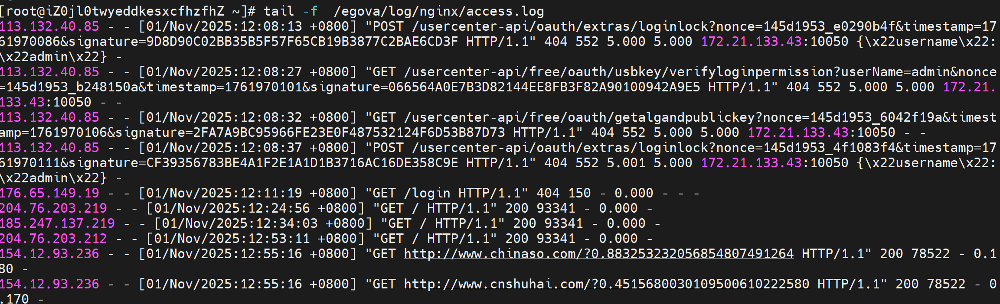 [root@iZ0jl0twyeddkesxcfhzfhZ ~]# tail -f  /egova/log/nginx/access.log
113.132.40.85 - - [01/Nov/2025:12:08:13 +0800] "POST /usercenter-api/oauth/extras/loginlock?nonce=145d1953_e0290b4f&timestamp=17
61970086&signature=9D8D90C02BB35B5F57F65CB19B3877C2BAE6CD3F HTTP/1.1" 404 552 5.000 5.000 172.21.133.43:10050 {\x22username\x22:
\x22admin\x22} -
113.132.40.85 - - [01/Nov/2025:12:08:27 +0800] "GET /usercenter-api/free/oauth/usbkey/verifyloginpermission?userName=admin&nonce
=145d1953_b248150a&timestamp=1761970101&signature=066564A0E7B3D82144EE8FB3F82A90100942A9E5 HTTP/1.1" 404 552 5.000 5.000 172.21.
133.43:10050 - -
113.132.40.85 - - [01/Nov/2025:12:08:32 +0800] "GET /usercenter-api/free/oauth/getalgandpublickey?nonce=145d1953_6042f19a&timest
amp=1761970106&signature=2FA7A9BC95966FE23E0F487532124F6D53B87D73 HTTP/1.1" 404 552 5.000 5.000 172.21.133.43:10050 - -
113.132.40.85 - - [01/Nov/2025:12:08:37 +0800] "POST /usercenter-api/oauth/extras/loginlock?nonce=145d1953_4f1083f4&timestamp=17
61970111&signature=CF39356783BE4A1F2E1A1D1B3716AC16DE358C9E HTTP/1.1" 404 552 5.001 5.000 172.21.133.43:10050 {\x22username\x22:
\x22admin\x22} -
176.65.149.19 - - [01/Nov/2025:12:11:19 +0800] "GET /login HTTP/1.1" 404 150 - 0.000 - - -
204.76.203.219 - - [01/Nov/2025:12:24:56 +0800] "GET / HTTP/1.1" 200 93341 - 0.000 -
185.247.137.219 - - [01/Nov/2025:12:34:03 +0800] "GET / HTTP/1.1" 200 93341 - 0.000 -
204.76.203.212 - - [01/Nov/2025:12:53:11 +0800] "GET / HTTP/1.1" 200 93341 - 0.000 -
154.12.93.236 - - [01/Nov/2025:12:55:16 +0800] "GET http://www.chinaso.com/?0.883253232056854807491264 HTTP/1.1" 200 78522 - 0.1
80 -
154.12.93.236 - - [01/Nov/2025:12:55:16 +0800] "GET http://www.cnshuhai.com/?0.4515680030109500610222580 HTTP/1.1" 200 78522 - 0
.170 -